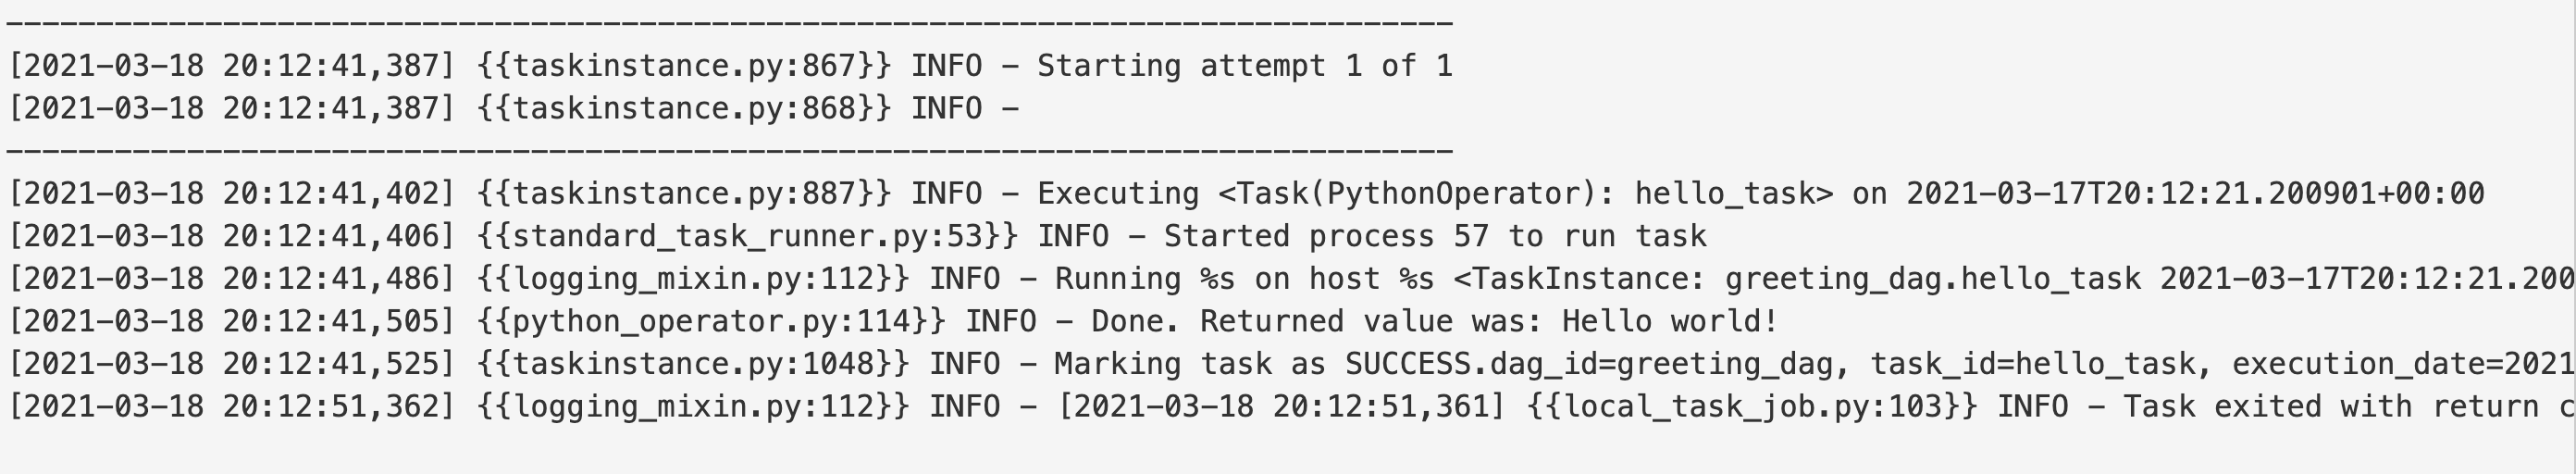 --------------------------------------------------------------------------------
[2021-03-18 20:12:41,387] {{taskinstance.py:867}} INFO - Starting attempt 1 of 1
[2021-03-18 20:12:41,387] {{taskinstance.py:868}} INFO -
--------------------------------------------------------------------------------
[2021-03-18 20:12:41,402] {{taskinstance.py:887}} INFO - Executing <Task(PythonOperator): hello_task> on 2021-03-17T20:12:21.200901+00:00
[2021-03-18 20:12:41,406] {{standard_task_runner.py:53}} INFO - Started process 57 to run task
[2021-03-18 20:12:41,486] {{logging_mixin.py:112}} INFO - Running %s on host %s <TaskInstance: greeting_dag.hello_task 2021-03-17T20:12:21.200
[2021-03-18 20:12:41,505] {{python_operator.py:114}} INFO - Done. Returned value was: Hello world!
[2021-03-18 20:12:41,525] {{taskinstance.py:1048}} INFO - Marking task as SUCCESS.dag_id=greeting_dag, task_id=hello_task, execution_date=2021
[2021-03-18 20:12:51,362] {{logging_mixin.py:112}} INFO - [2021-03-18 20:12:51,361] {{local_task_job.py:103}} INFO - Task exited with return c